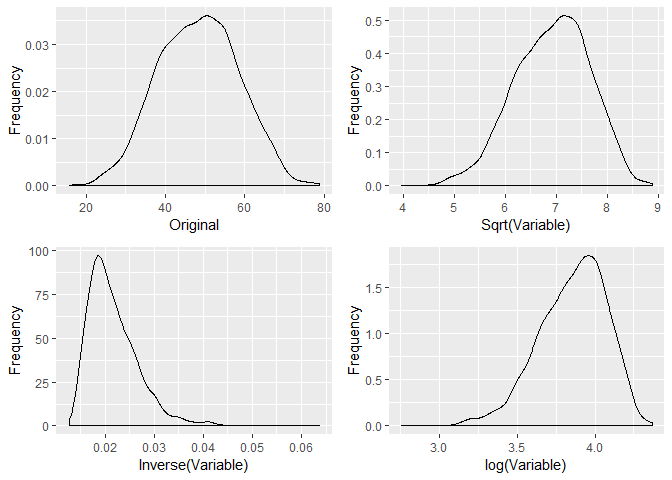 Frequency
0.03
0.02
0.01
0.00
20 40 60 80
Original
Frequency
0.5
0.4
0.3
0.2
0.1
0.0
4 5 6 7 8 9
Sqrt(Variable)
Frequency
100
75
50
25
0
0.02 0.03 0.04 0.05 0.06
Inverse(Variable)
Frequency
1.5
1.0
0.5
0.0
3.0 3.5 4.0
log(Variable)